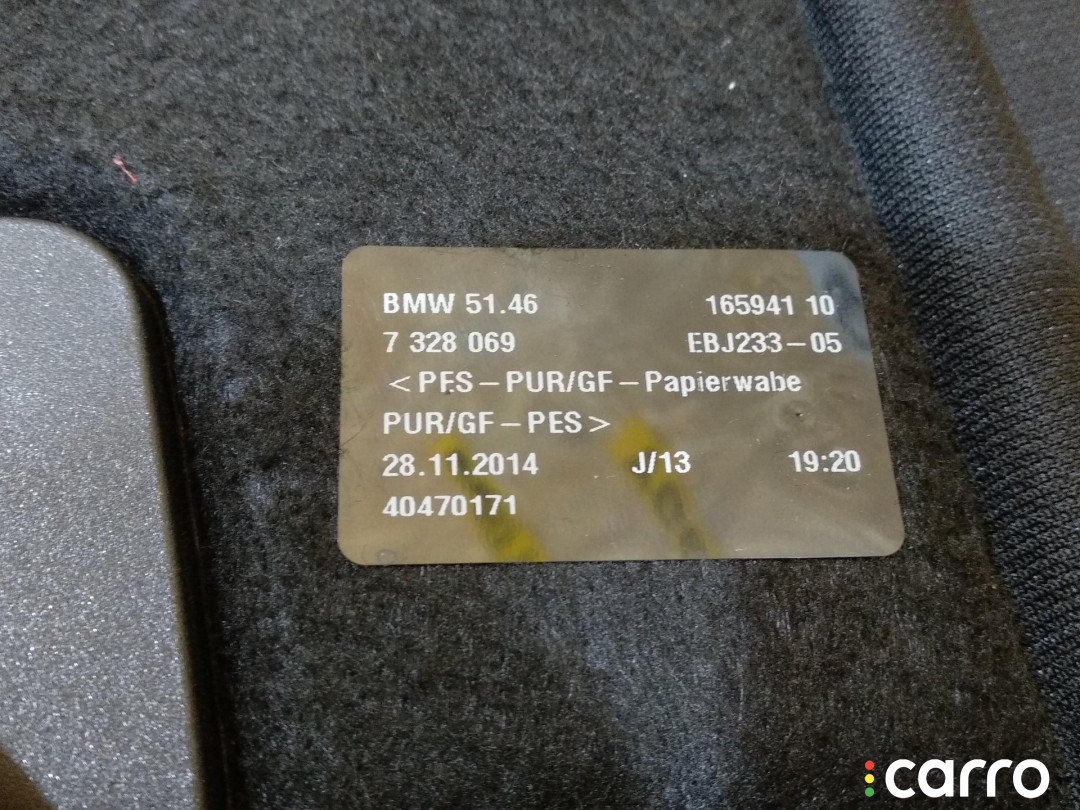 BMW 51.46 165941 10
7 328 069 EBJ233-05
<PES-PUR/GF-Papierwabe
PUR/GF-PES>
28.11.2014 J/13 19:20
40470171
carro